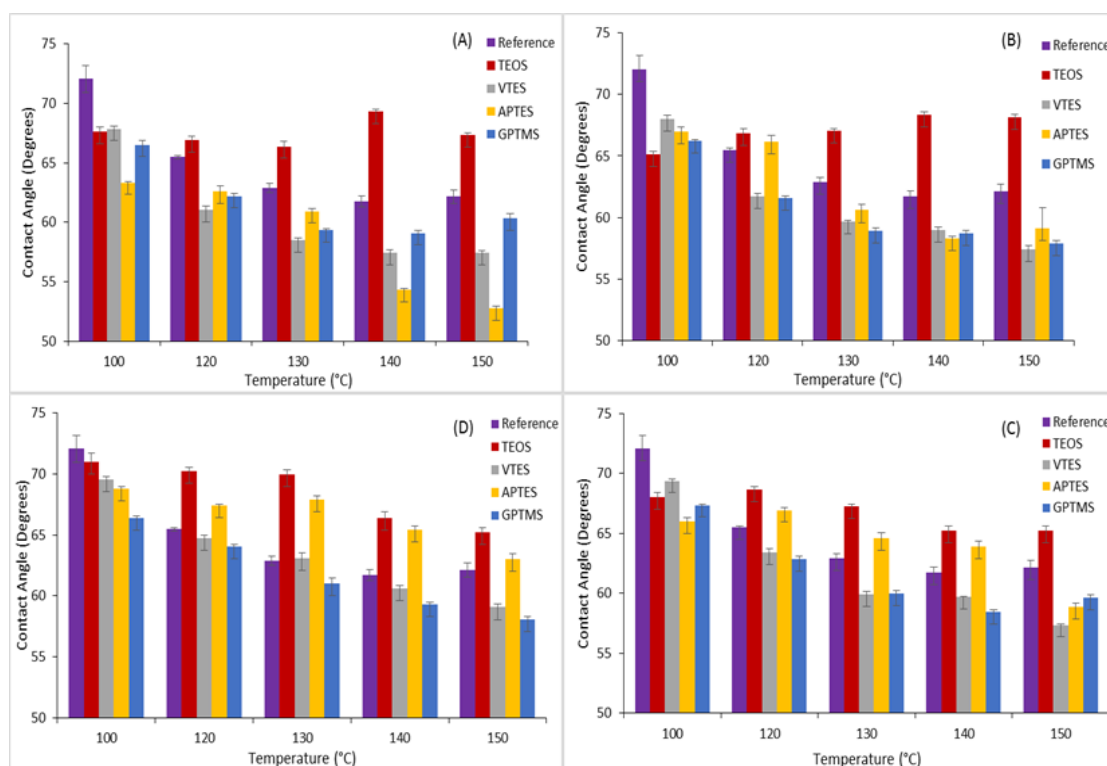 (A)
75
70
65
60
55
50
Contact Angle (Degrees)
Reference
TEOS
VTES
APTES
GPTMS
100 120 130 140 150
Temperature (°C)
(B)
75
70
65
60
55
50
Contact Angle (Degrees)
Reference
TEOS
VTES
APTES
GPTMS
100 120 130 140 150
Temperature (°C)
(D)
75
70
65
60
55
50
Contact Angle (Degrees)
Reference
TEOS
VTES
APTES
GPTMS
100 120 130 140 150
Temperature (°C)
(C)
75
70
65
60
55
50
Contact Angle (Degrees)
Reference
TEOS
VTES
APTES
GPTMS
100 120 130 140 150
Temperature (°C)